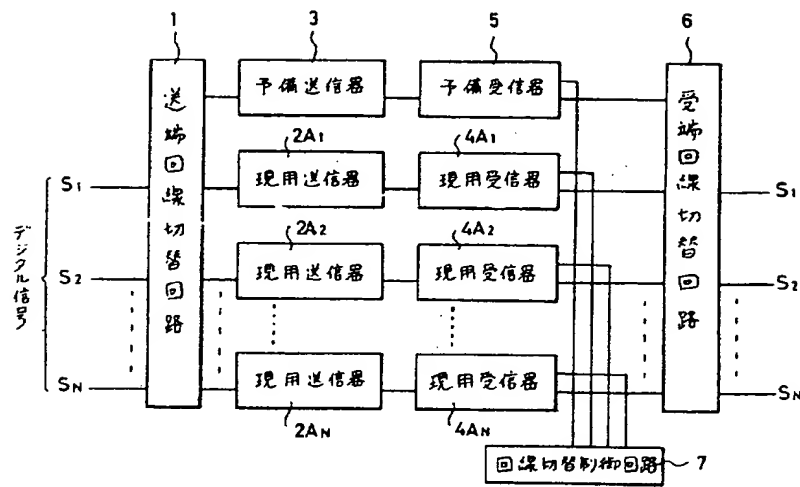 1
3
5
6
予備送信器
予備受信器
送端回線切替回路
受端回線切替回路
2A1
4A1
現用送信器
現用受信器
S1
S1
2A2
4A2
現用送信器
現用受信器
S2
S2
デジタル信号
現用送信器
現用受信器
SN
SN
2AN
4AN
回線切替制御回路
7